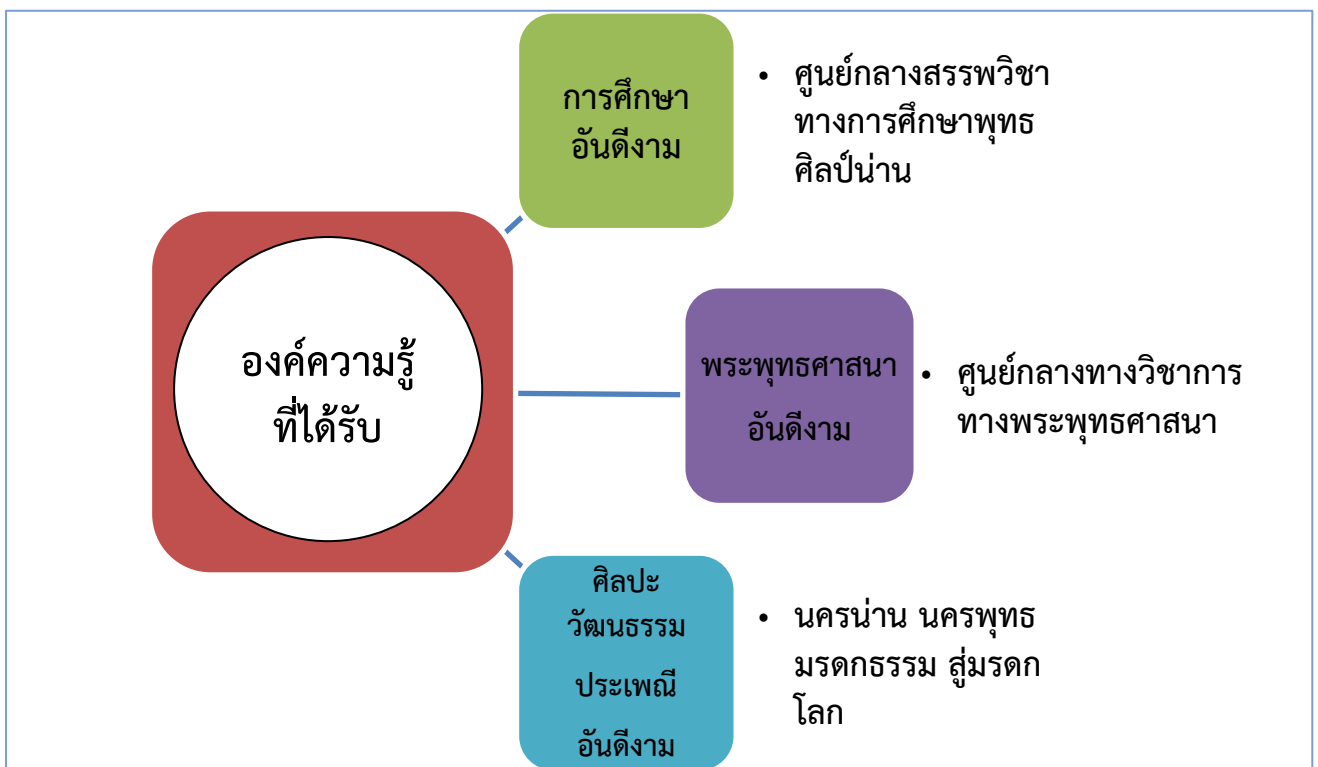 การศึกษา
อันดีงาม
• ศูนย์กลางสรรพวิชา
ทางการศึกษาพุทธ
ศิลป์น่าน
องค์ความรู้
ที่ได้รับ
พระพุทธศาสนา
อันดีงาม
• ศูนย์กลางทางวิชาการ
ทางพระพุทธศาสนา
ศิลปะ
วัฒนธรรม
ประเพณี
อันดีงาม
• นครน่าน นครพุทธ
มรดกธรรม สู่มรดก
โลก